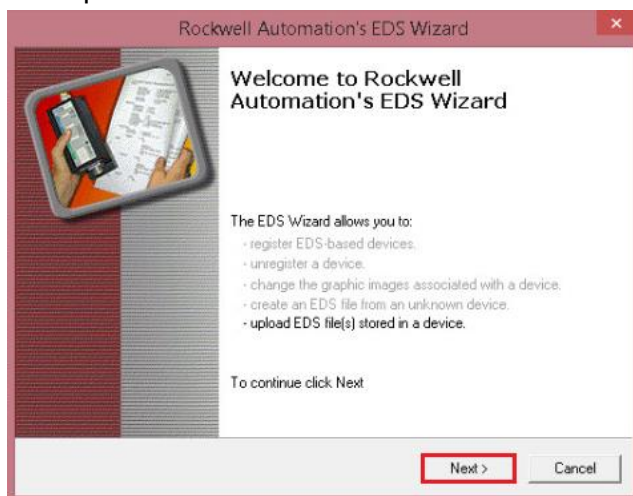 Rockwell Automation's EDS Wizard
Welcome to Rockwell
Automation's EDS Wizard
The EDS Wizard allows you to:
- register EDS-based devices.
- unregister a device.
- change the graphic images associated with a device.
- create an EDS file from an unknown device.
- upload EDS file(s) stored in a device.
To continue click Next
Next >
Cancel